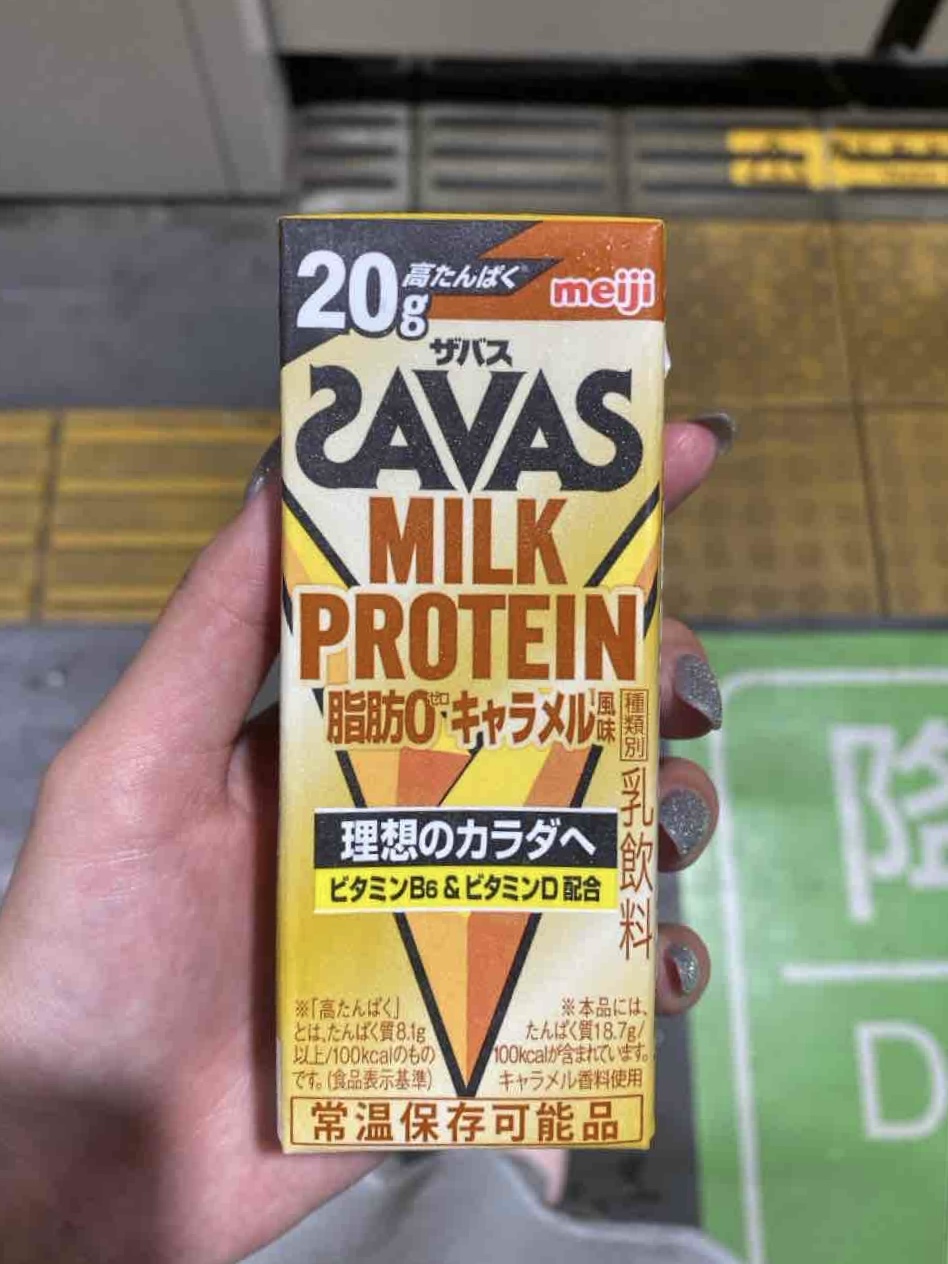 20g
高たんぱく
meiji
ザバス
SAVAS
MILK
PROTEIN
脂肪0ゼロ キャラメル風味
種類別
乳飲料
理想のカラダへ
ビタミンB6&ビタミンD配合
※「高たんぱく」
とは、たんぱく質8.1g
以上/100kcalのもの
です。(食品表示基準)
※本品には、
たんぱく質18.7g/
100kcalが含まれています。
キャラメル香料使用
常温保存可能品
降
D